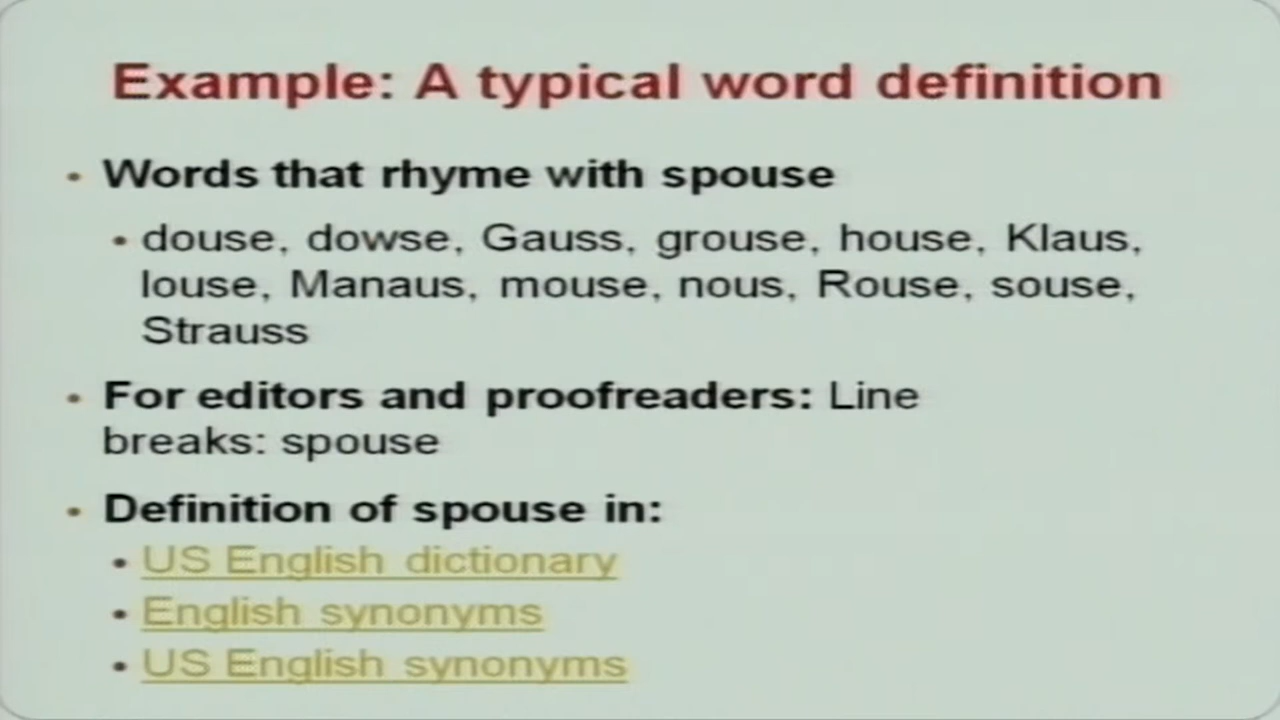 Example: A typical word definition
• Words that rhyme with spouse
• douse, dowse, Gauss, grouse, house, Klaus,
louse, Manaus, mouse, nous, Rouse, souse,
Strauss
• For editors and proofreaders: Line
breaks: spouse
• Definition of spouse in:
• US English dictionary
• English synonyms
• US English synonyms